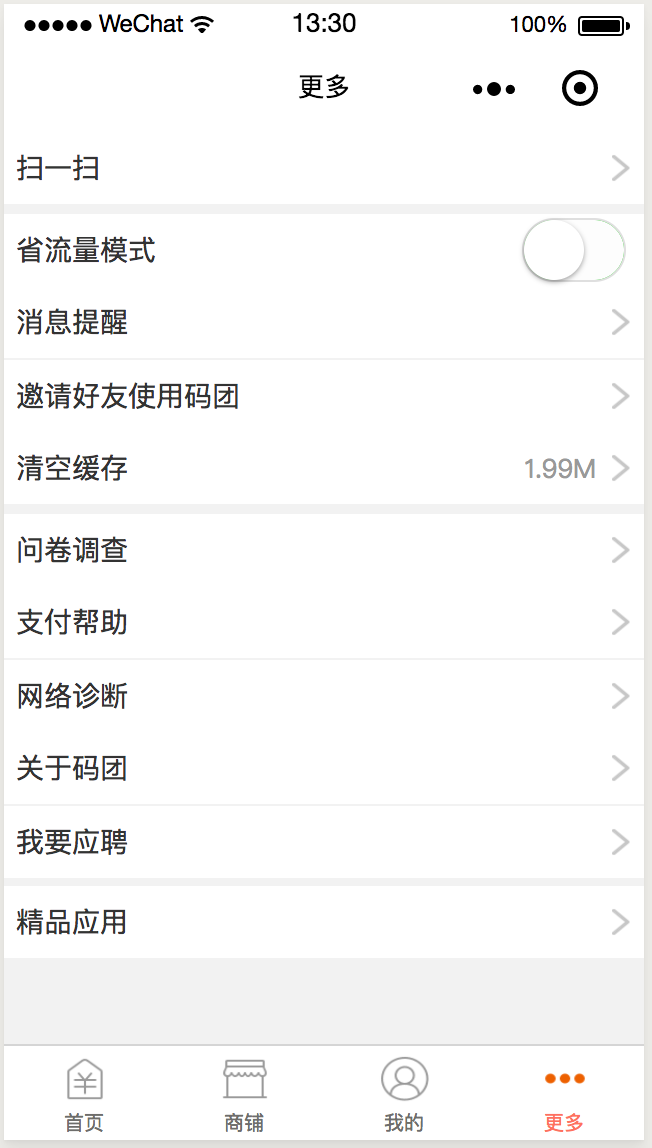 WeChat 13:30 100%
更多
扫一扫
省流量模式
消息提醒
邀请好友使用码团
清空缓存 1.99M
问卷调查
支付帮助
网络诊断
关于码团
我要应聘
精品应用
首页 商铺 我的 更多